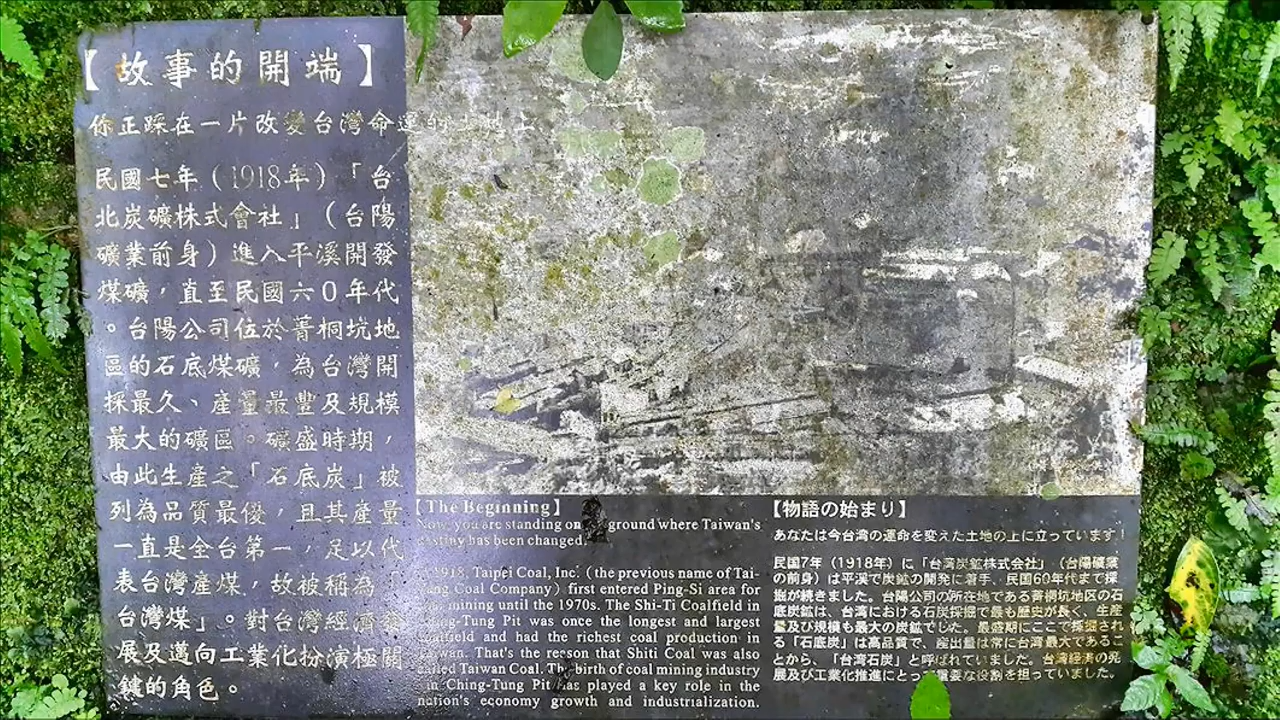 【故事的開端】
你正踩在一片改變台灣命運的土地上
民國七年（1918年）「台
北炭礦株式會社」（台陽
礦業前身）進入平溪開發
煤礦，直至民國六0年代
。台陽公司位於菁桐坑地
區的石底煤礦，為台灣開
採最久、產量最豐及規模
最大的礦區。礦盛時期，
由此生產之「石底炭」被
列為品質最優，且其產量
一直是全台第一，足以代
表台灣產煤，故被稱為「
台灣煤」。對台灣經濟發
展及邁向工業化扮演極關
鍵的角色。
【The Beginning】
Now, you are standing on ground where Taiwan's
destiny has been changed.
1918, Taipei Coal, Inc. (the previous name of Tai-
Coal Company) first entered Ping-Si area for
mining until the 1970s. The Shi-Ti Coalfield in
Ching-Tung Pit was once the longest and largest
coalfield and had the richest coal production in
Taiwan. That's the reason that Shiti Coal was also
called Taiwan Coal. The birth of coal mining industry
in Ching-Tung Pit has played a key role in the
nation's economy growth and industrialization.
【物語の始まり】
あなたは今台湾の運命を変えた土地の上に立っています！
民国7年（1918年）に「台湾炭鉱株式会社」（台陽礦業
の前身）は平溪で炭鉱の開発に着手、民国60年代まで採
掘が続きました。台陽公司の所在地である菁桐坑地区の石
底炭鉱は、台湾における石炭採掘で最も歴史が長く、生産
量及び規模も最大の炭鉱でした。最盛期にここで採掘され
る「石底炭」は高品質で、産出量は常に台湾最大であるこ
とから、「台湾石炭」と呼ばれていました。台湾経済の発
展及び工業化推進にとって重要な役割を担っていました。